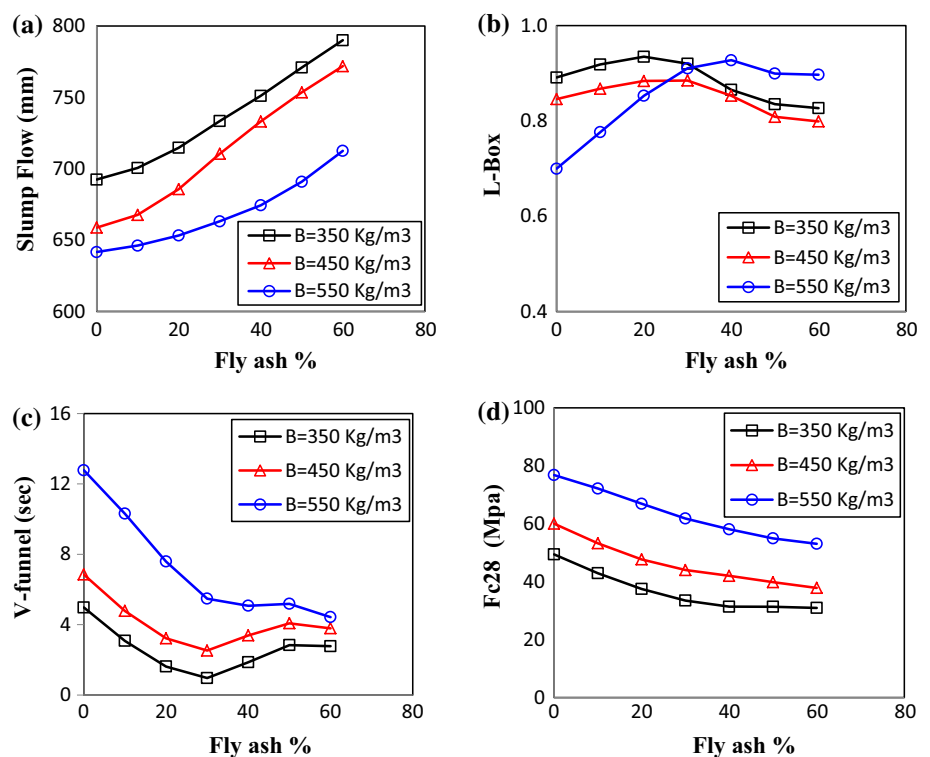 (a)
800
750
700
650
600
Slump Flow (mm)
B=350 Kg/m3
B=450 Kg/m3
B=550 Kg/m3
0 20 40 60 80
Fly ash %
(b)
1.0
0.8
0.6
0.4
L-Box
B=350 Kg/m3
B=450 Kg/m3
B=550 Kg/m3
0 20 40 60 80
Fly ash %
(c)
16
12
8
4
0
V-funnel (sec)
B=350 Kg/m3
B=450 Kg/m3
B=550 Kg/m3
0 20 40 60 80
Fly ash %
(d)
100
80
60
40
20
0
Fc28 (Mpa)
B=350 Kg/m3
B=450 Kg/m3
B=550 Kg/m3
0 20 40 60 80
Fly ash %